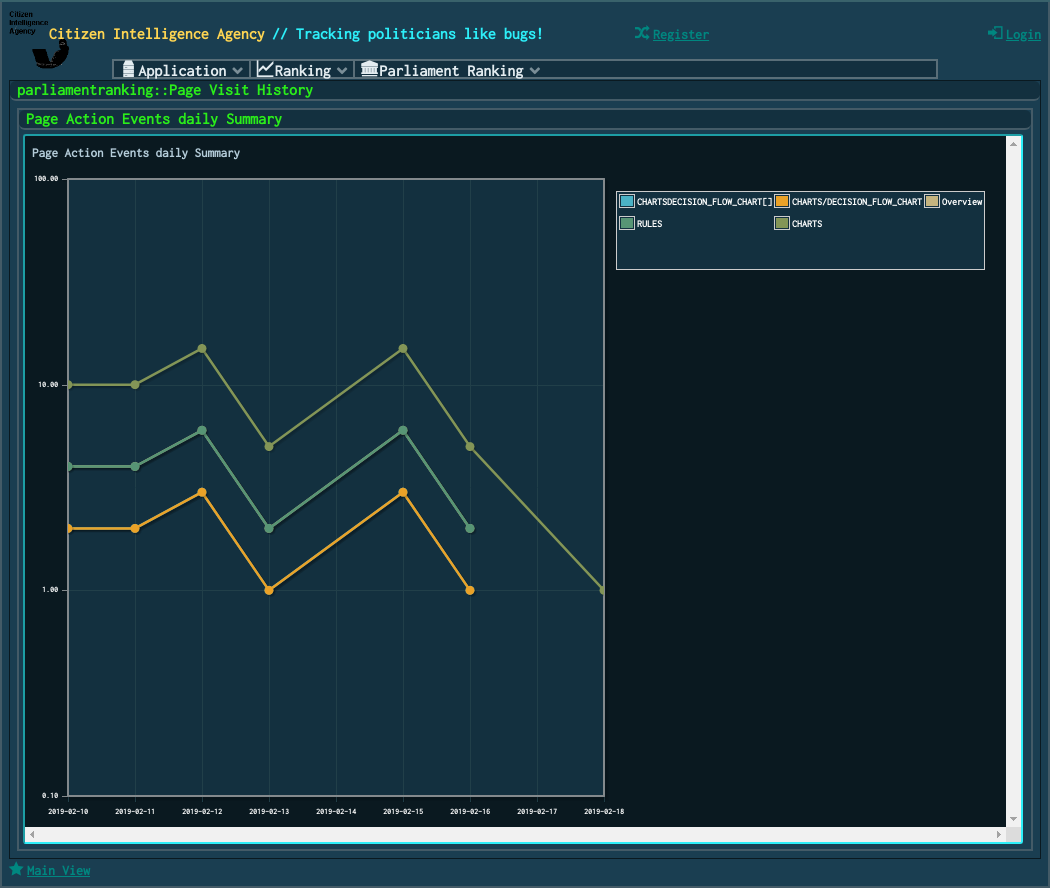 Citizen
Intelligence
Agency
Citizen Intelligence Agency // Tracking politicians like bugs!
Register
Login
Application
Ranking
Parliament Ranking
parliamentranking::Page Visit History
Page Action Events daily Summary
Page Action Events daily Summary
100.00
10.00
1.00
0.10
2019-02-10 2019-02-11 2019-02-12 2019-02-13 2019-02-14 2019-02-15 2019-02-16 2019-02-17 2019-02-18
CHARTSDECISION_FLOW_CHART[] CHARTS/DECISION_FLOW_CHART Overview
RULES CHARTS
Main View